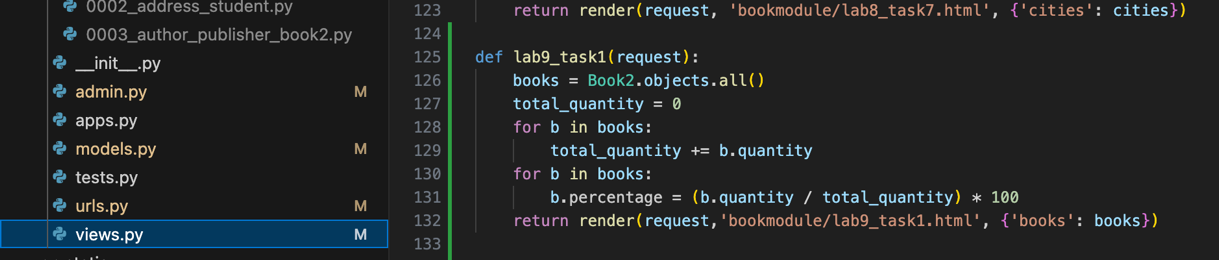 0002_address_student.py
0003_author_publisher_book2.py
__init__.py
admin.py M
apps.py
models.py M
tests.py
urls.py M
views.py M
123 return render(request, 'bookmodule/lab8_task7.html', {'cities': cities})
124
125 def lab9_task1(request):
126 books = Book2.objects.all()
127 total_quantity = 0
128 for b in books:
129 total_quantity += b.quantity
130 for b in books:
131 b.percentage = (b.quantity / total_quantity) * 100
132 return render(request,'bookmodule/lab9_task1.html', {'books': books})
133